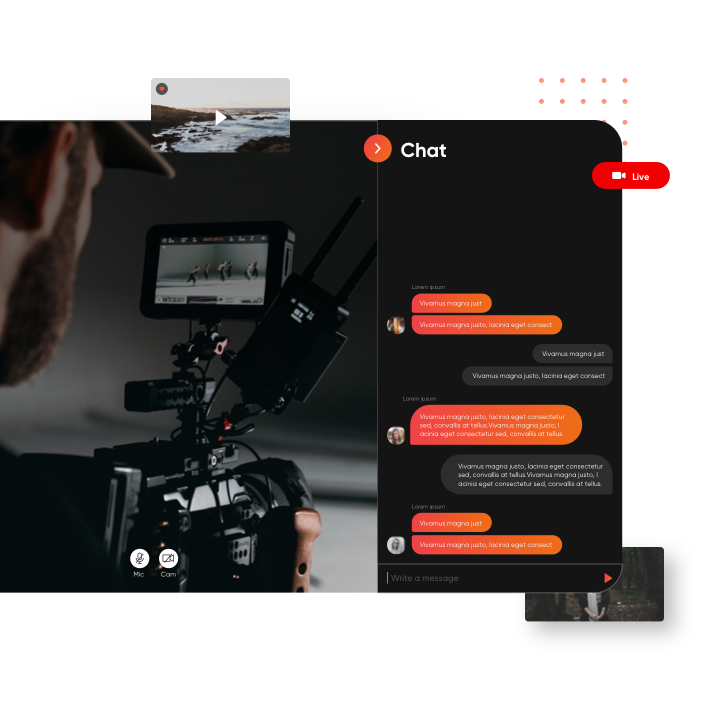 Chat
Live
Lorem ipsum
Vivamus magna just
Vivamus magna justo, lacinia eget consect
Vivamus magna just
Vivamus magna justo, lacinia eget consect
Lorem ipsum
Vivamus magna justo, lacinia eget consectetur
sed, convallis at tellus.Vivamus magna justo, l
acinia eget consectetur sed, convallis at tellus.
Vivamus magna justo, lacinia eget consectetur
sed, convallis at tellus.Vivamus magna justo, l
acinia eget consectetur sed, convallis at tellus.
Lorem ipsum
Vivamus magna just
Vivamus magna justo, lacinia eget consect
Mic
Cam
Write a message